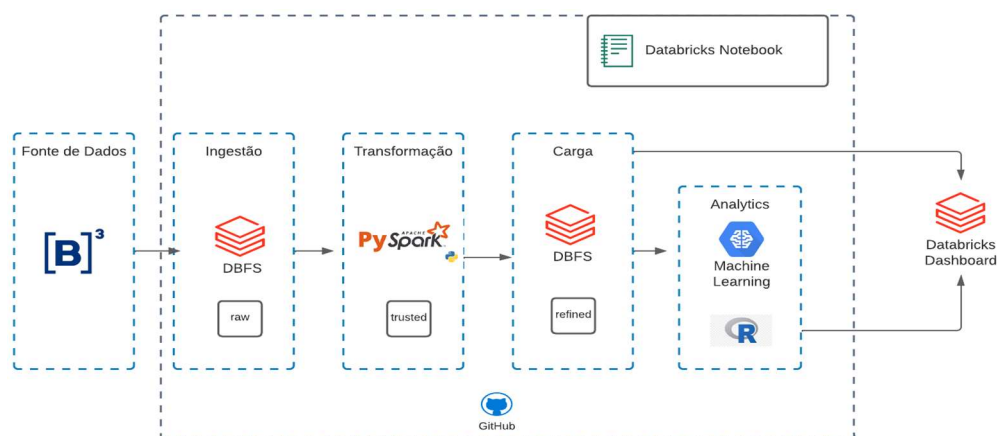 Databricks Notebook
Fonte de Dados
Ingestão
Transformação
Carga
Analytics
[B]³
DBFS
APACHE
PySpark
DBFS
Machine
Learning
Databricks
Dashboard
raw
trusted
refined
R
GitHub